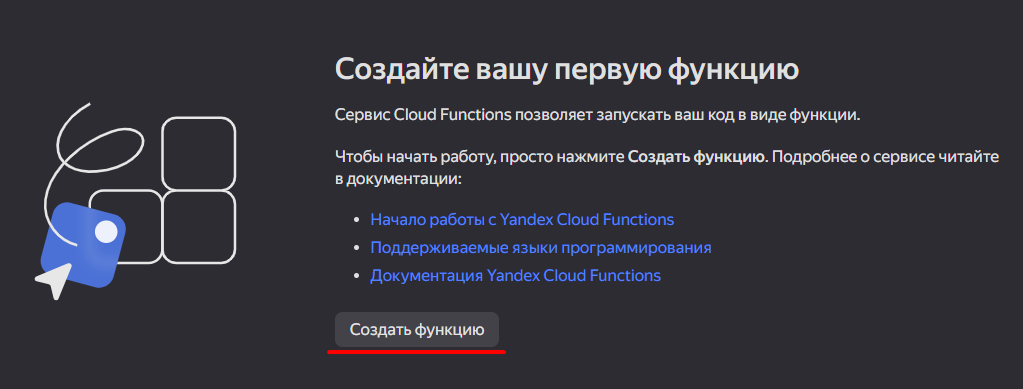 Создайте вашу первую функцию
Сервис Cloud Functions позволяет запускать ваш код в виде функции.
Чтобы начать работу, просто нажмите Создать функцию. Подробнее о сервисе читайте
в документации:
Начало работы с Yandex Cloud Functions
Поддерживаемые языки программирования
Документация Yandex Cloud Functions
Создать функцию